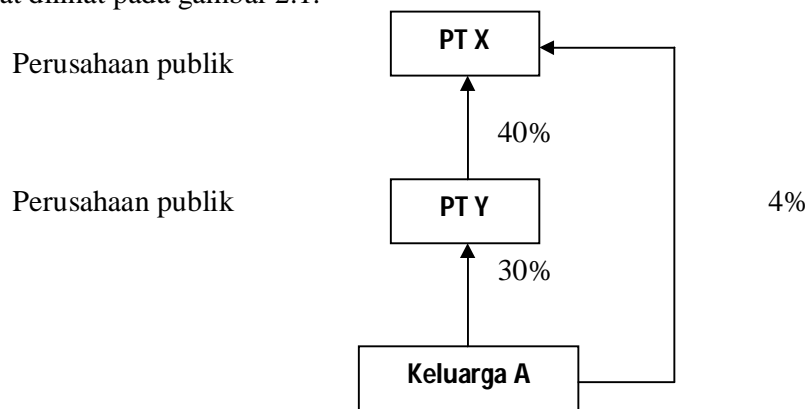 at dilihat pada gambar 2.1.
PT X
Perusahaan publik
40%
Perusahaan publik
PT Y
4%
30%
Keluarga A